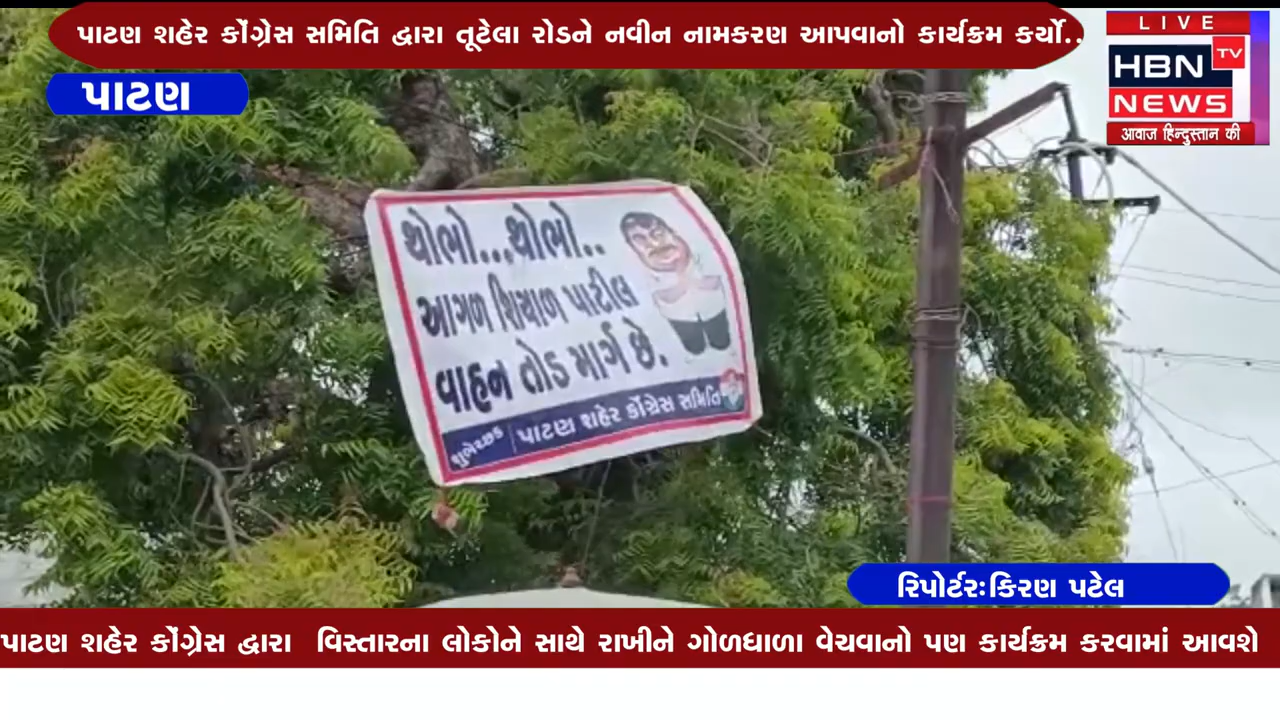 પાટણ શહેર કોંગ્રેસ સમિતિ દ્વારા તૂટેલા રોડને નવીન નામકરણ આપવાનો કાર્યક્રમ કર્યો..
LIVE
HBN TV
NEWS
आवाज हिन्दुस्तान की
પાટણ
થોભો...થોભો..
આગળ શિયાળ પાટીલ
વાહન તોડ માર્ગ છે.
શુભેચ્છક | પાટણ શહેર કોંગ્રેસ સમિતિ
રિપોર્ટર:કિરણ પટેલ
પાટણ શહેર કોંગ્રેસ દ્વારા વિસ્તારના લોકોને સાથે રાખીને ગોળધાળા વેચવાનો પણ કાર્યક્રમ કરવામાં આવશે